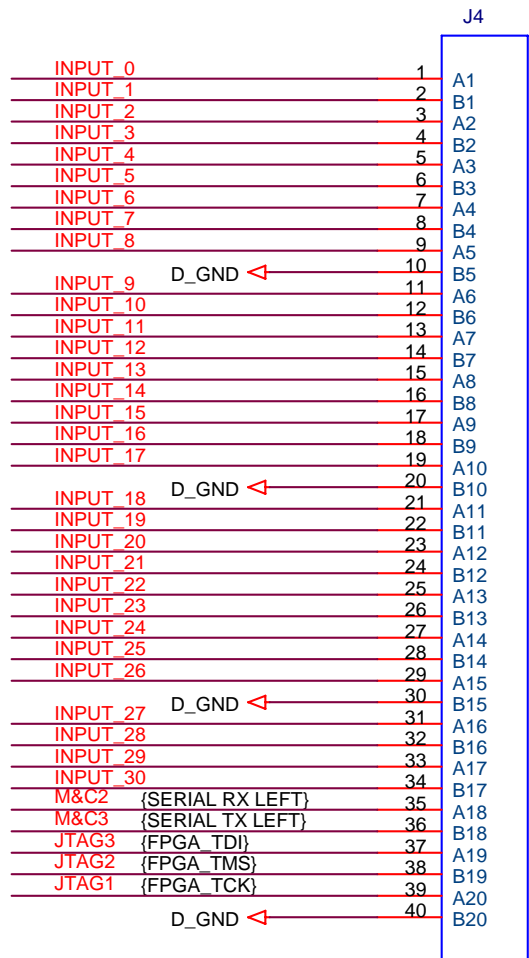 J4
INPUT_0 1 A1
INPUT_1 2 B1
INPUT_2 3 A2
INPUT_3 4 B2
INPUT_4 5 A3
INPUT_5 6 B3
INPUT_6 7 A4
INPUT_7 8 B4
INPUT_8 9 A5
D_GND 10 B5
INPUT_9 11 A6
INPUT_10 12 B6
INPUT_11 13 A7
INPUT_12 14 B7
INPUT_13 15 A8
INPUT_14 16 B8
INPUT_15 17 A9
INPUT_16 18 B9
INPUT_17 19 A10
D_GND 20 B10
INPUT_18 21 A11
INPUT_19 22 B11
INPUT_20 23 A12
INPUT_21 24 B12
INPUT_22 25 A13
INPUT_23 26 B13
INPUT_24 27 A14
INPUT_25 28 B14
INPUT_26 29 A15
D_GND 30 B15
INPUT_27 31 A16
INPUT_28 32 B16
INPUT_29 33 A17
INPUT_30 34 B17
M&C2 {SERIAL RX LEFT} 35 A18
M&C3 {SERIAL TX LEFT} 36 B18
JTAG3 {FPGA_TDI} 37 A19
JTAG2 {FPGA_TMS} 38 B19
JTAG1 {FPGA_TCK} 39 A20
D_GND 40 B20